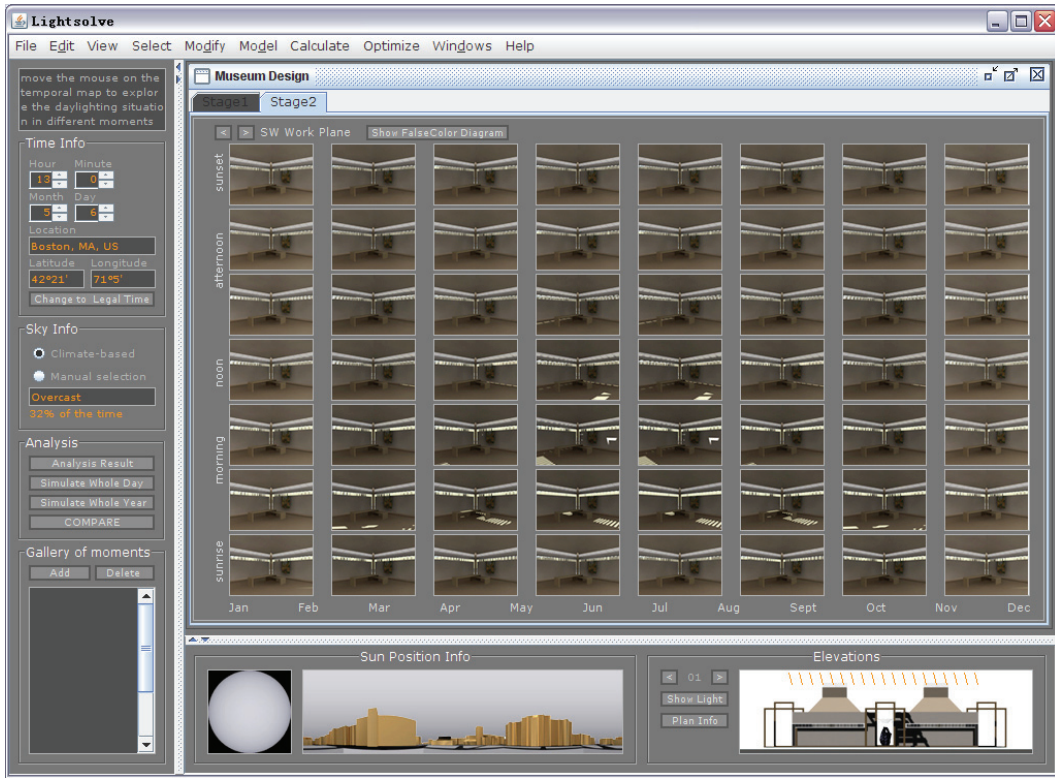 Lightsolve
File Edit View Select Modify Model Calculate Optimize Windows Help
move the mouse on the
temporal map to explor
e the daylighting situatio
n in different moments
Time Info
Hour Minute
13 0
Month Day
5 6
Location
Boston, MA, US
Latitude Longitude
42º21' 71º5'
Change to Legal Time
Sky Info
Climate-based
Manual selection
Overcast
32% of the time
Analysis
Analysis Result
Simulate Whole Day
Simulate Whole Year
COMPARE
Gallery of moments
Add Delete
Museum Design
Stage1 Stage2
< > SW Work Plane Show FalseColor Diagram
sunset
afternoon
noon
morning
sunrise
Jan Feb Mar Apr May Jun Jul Aug Sept Oct Nov Dec
Sun Position Info
Elevations
< 01 >
Show Light
Plan Info